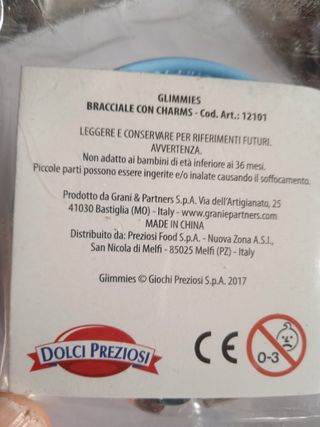 GLIMMIES
BRACCIALE CON CHARMS - Cod. Art.: 12101
LEGGERE E CONSERVARE PER RIFERIMENTI FUTURI.
AVVERTENZA.
Non adatto ai bambini di età inferiore ai 36 mesi.
Piccole parti possono essere ingerite e/o inalate causando il soffocamento.
Prodotto da Grani & Partners S.p.A. Via dell'Artigianato, 25
41030 Bastiglia (MO) - Italy - www.graniepartners.com
MADE IN CHINA
Distribuito da: Preziosi Food S.p.A. - Nuova Zona A.S.I.,
San Nicola di Melfi - 85025 Melfi (PZ) - Italy
Glimmies © Giochi Preziosi S.p.A. 2017
DOLCI PREZIOSI
CE
0-3